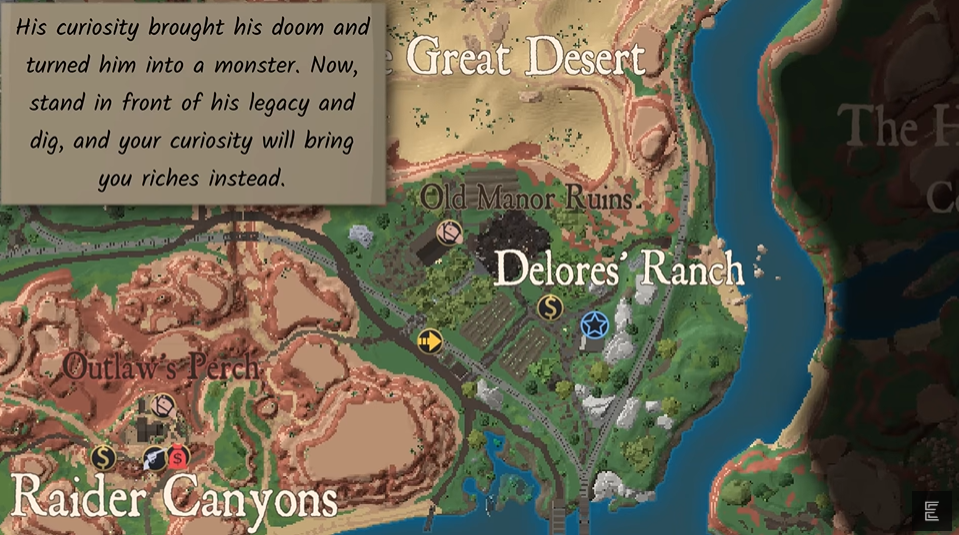 His curiosity brought his doom and
turned him into a monster. Now,
stand in front of his legacy and
dig, and your curiosity will bring
you riches instead.
e Great Desert
The H
Old Manor Ruins
C
Delores' Ranch
Outlaw's Perch
Raider Canyons
E